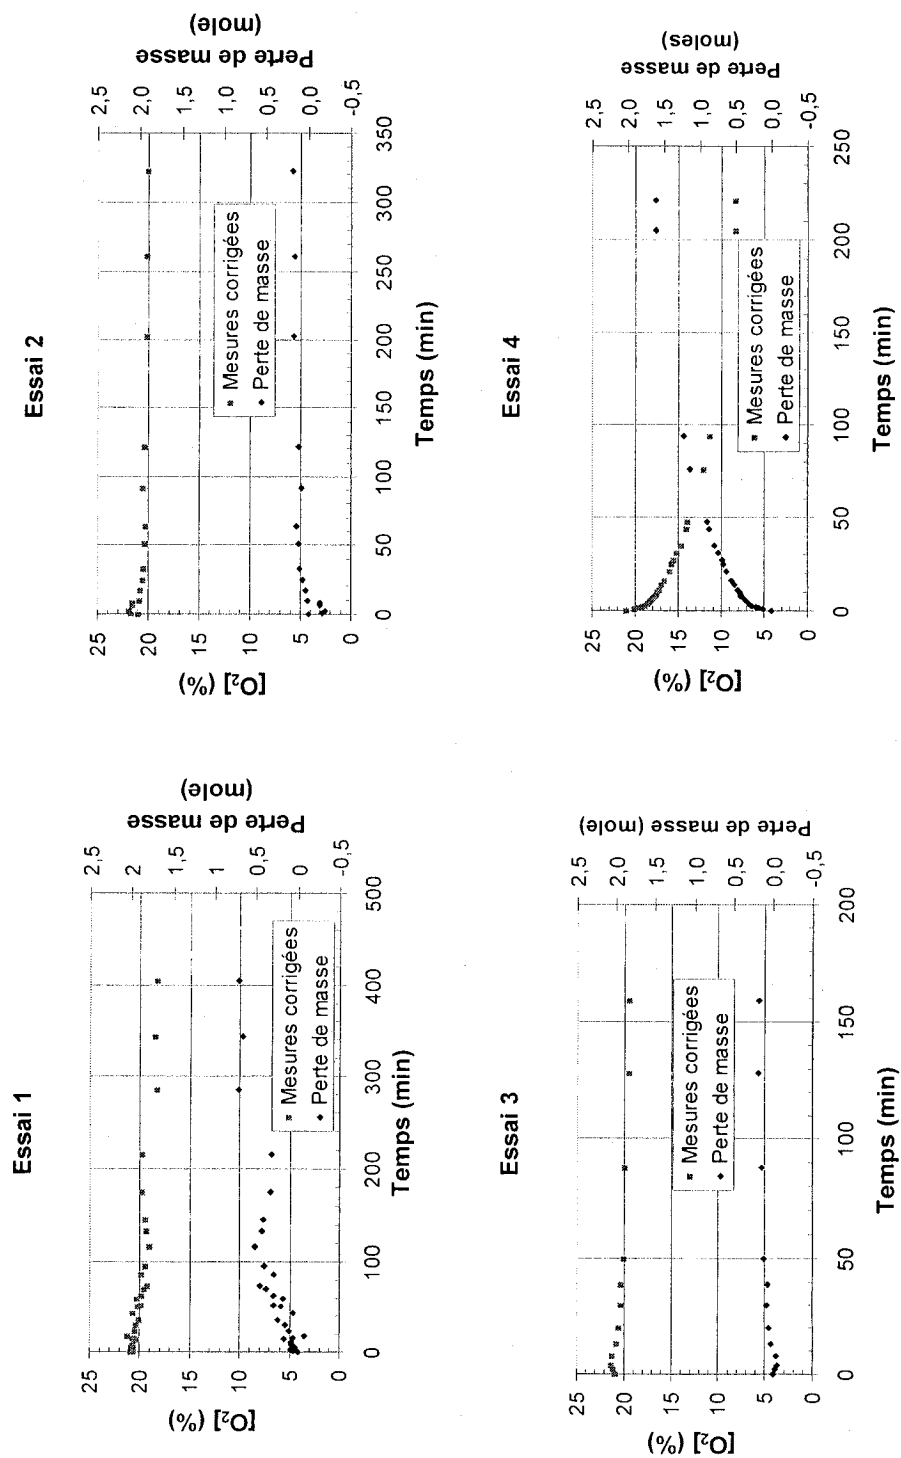 Essai 1
[O₂] (%)
25
20
15
10
5
0
0
100
200
300
400
500
2,5
2
1,5
1
0,5
0
-0,5
Perte de masse
(mole)
Mesures corrigées
Perte de masse
Temps (min)
Essai 2
[O₂] (%)
25
20
15
10
5
0
0
50
100
150
200
250
300
350
2,5
2,0
1,5
1,0
0,5
0,0
-0,5
Perte de masse
(mole)
Mesures corrigées
Perte de masse
Temps (min)
Essai 3
[O₂] (%)
25
20
15
10
5
0
0
50
100
150
200
2,5
2,0
1,5
1,0
0,5
0,0
-0,5
Perte de masse (mole)
Mesures corrigées
Perte de masse
Temps (min)
Essai 4
[O₂] (%)
25
20
15
10
5
0
0
50
100
150
200
250
2,5
2,0
1,5
1,0
0,5
0,0
-0,5
Perte de masse
(moles)
Mesures corrigées
Perte de masse
Temps (min)